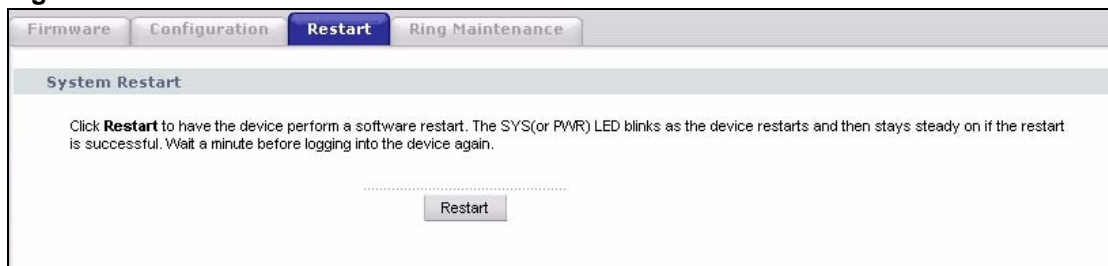 Firmware Configuration Restart Ring Maintenance
System Restart
Click Restart to have the device perform a software restart. The SYS(or PWR) LED blinks as the device restarts and then stays steady on if the restart
is successful. Wait a minute before logging into the device again.
Restart